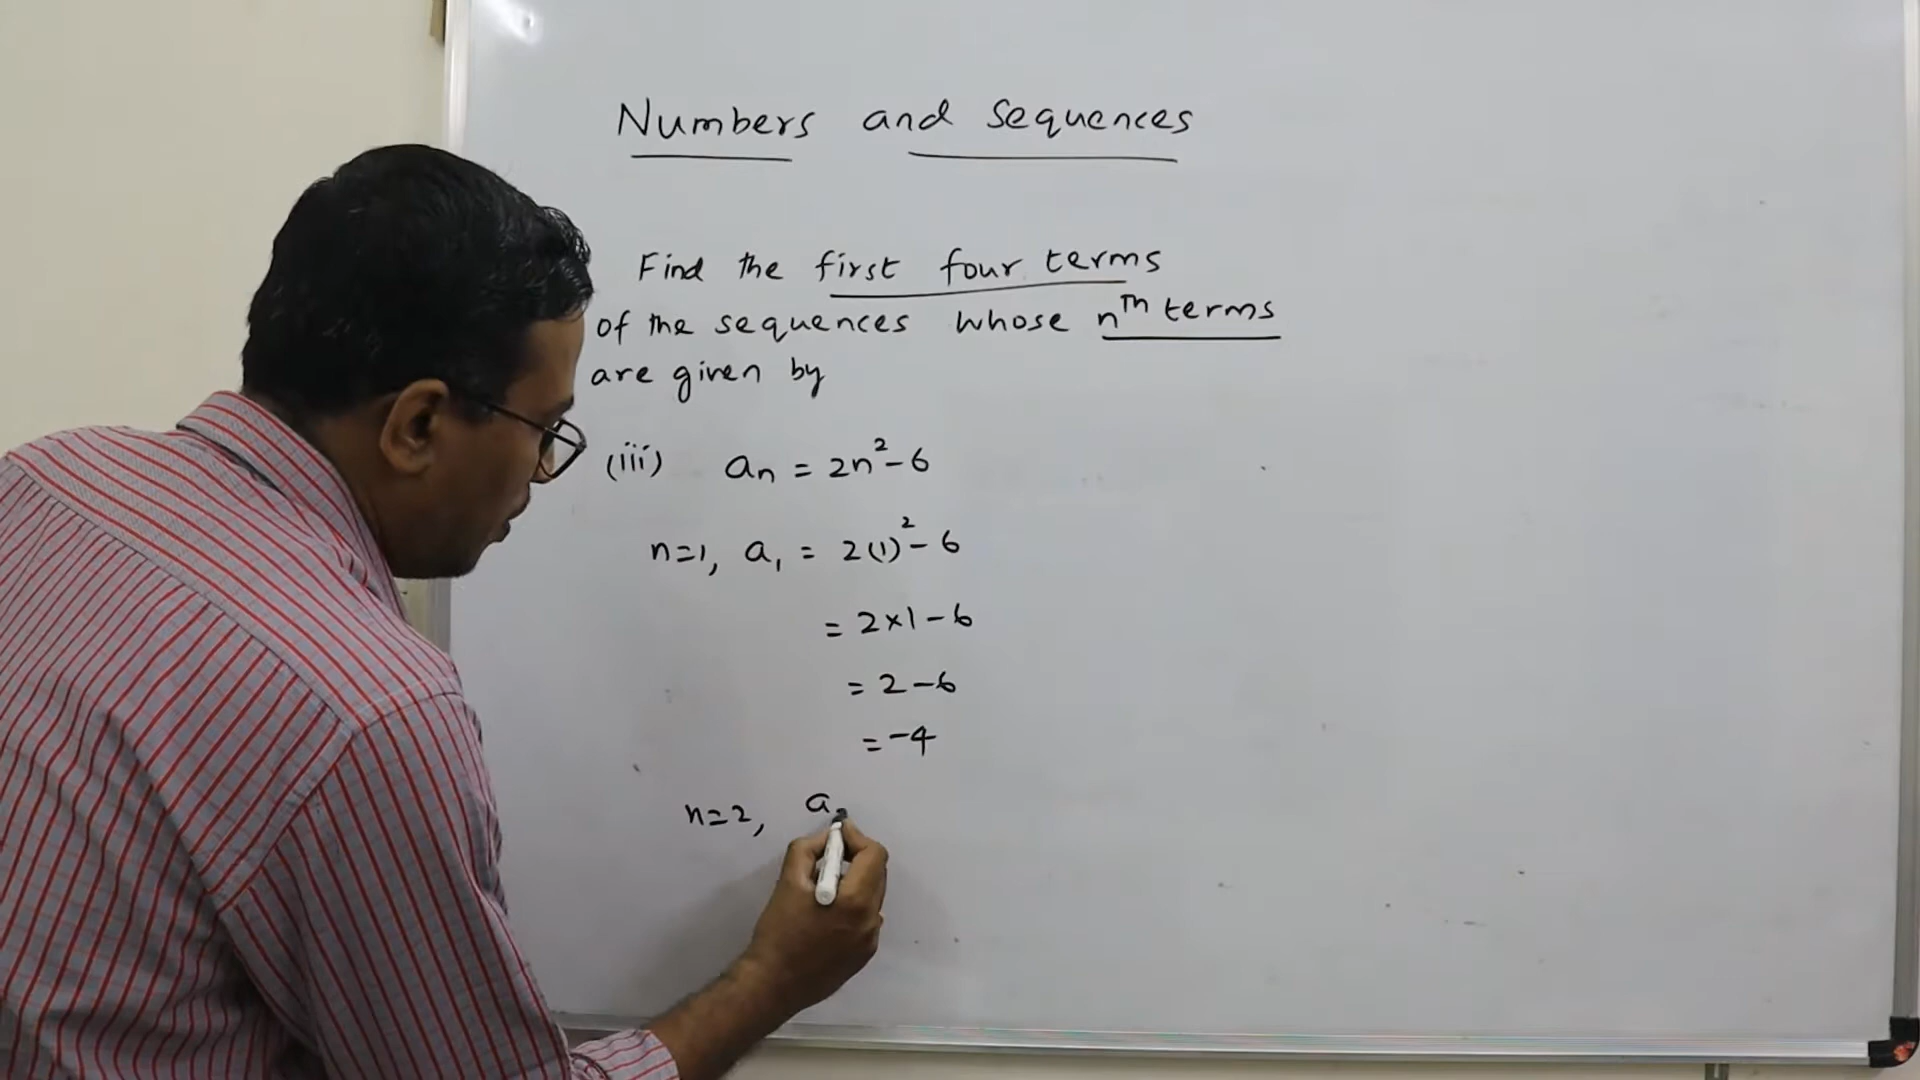 Numbers and Sequences
Find the first four terms
of the sequences whose nᵗʰ terms
are given by
(iii) aₙ = 2n² - 6
n=1, a₁ = 2(1)² - 6
= 2×1 - 6
= 2 - 6
= -4
n=2, a